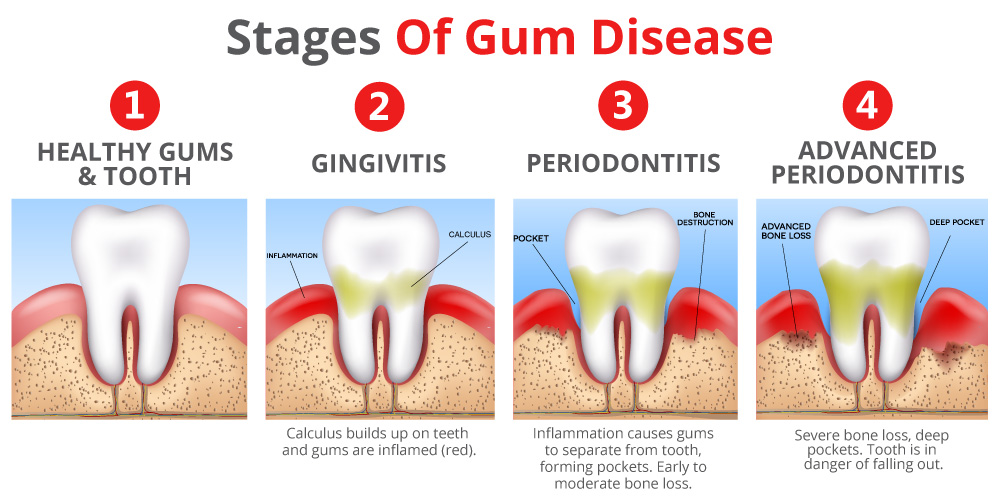 Stages Of Gum Disease
1
HEALTHY GUMS
& TOOTH
2
GINGIVITIS
3
PERIODONTITIS
4
ADVANCED
PERIODONTITIS
INFLAMMATION
CALCULUS
Calculus builds up on teeth
and gums are inflamed (red).
POCKET
BONE
DESTRUCTION
Inflammation causes gums
to separate from tooth,
forming pockets. Early to
moderate bone loss.
ADVANCED
BONE LOSS
DEEP POCKET
Severe bone loss, deep
pockets. Tooth is in
danger of falling out.